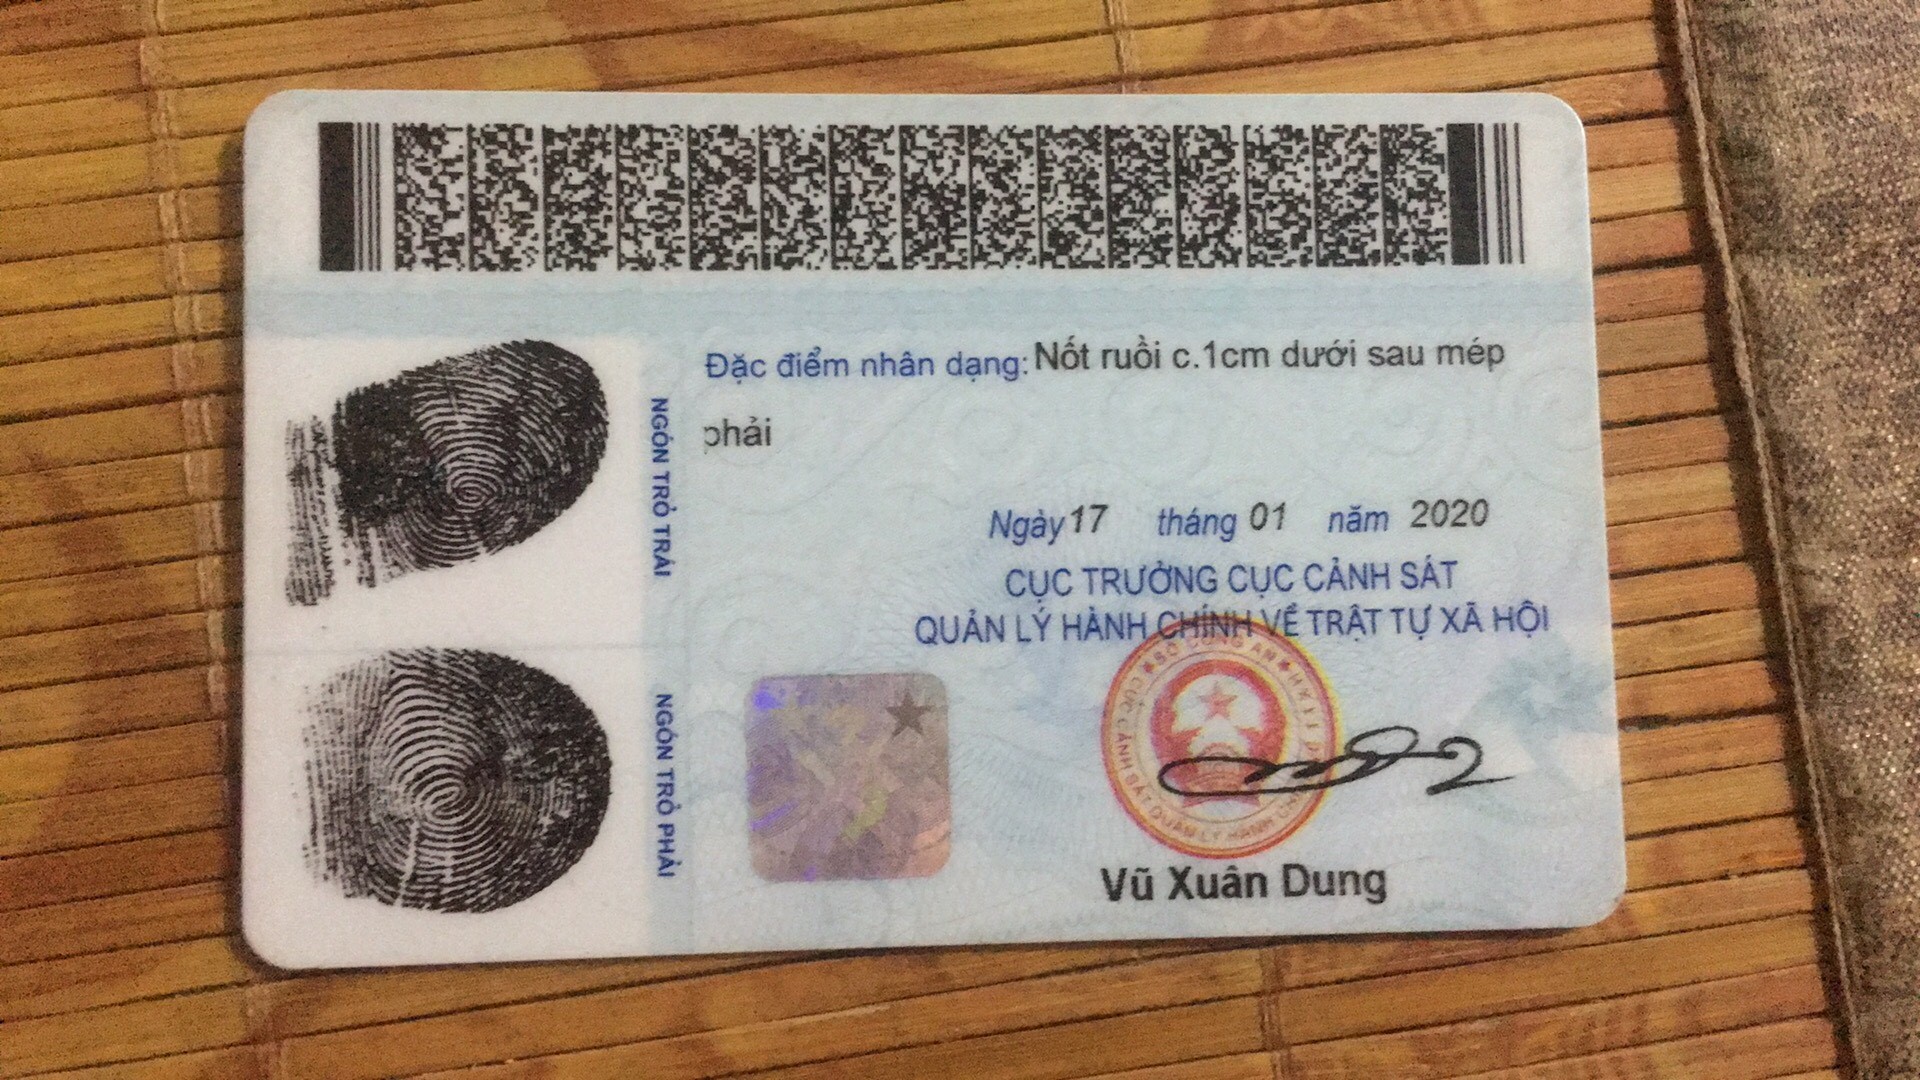 Đặc điểm nhân dạng: Nốt ruồi c.1cm dưới sau mép
phải
NGÓN TRỎ TRÁI
NGÓN TRỎ PHẢI
Ngày 17 tháng 01 năm 2020
CỤC TRƯỞNG CỤC CẢNH SÁT
QUẢN LÝ HÀNH CHÍNH VỀ TRẬT TỰ XÃ HỘI
Vũ Xuân Dung